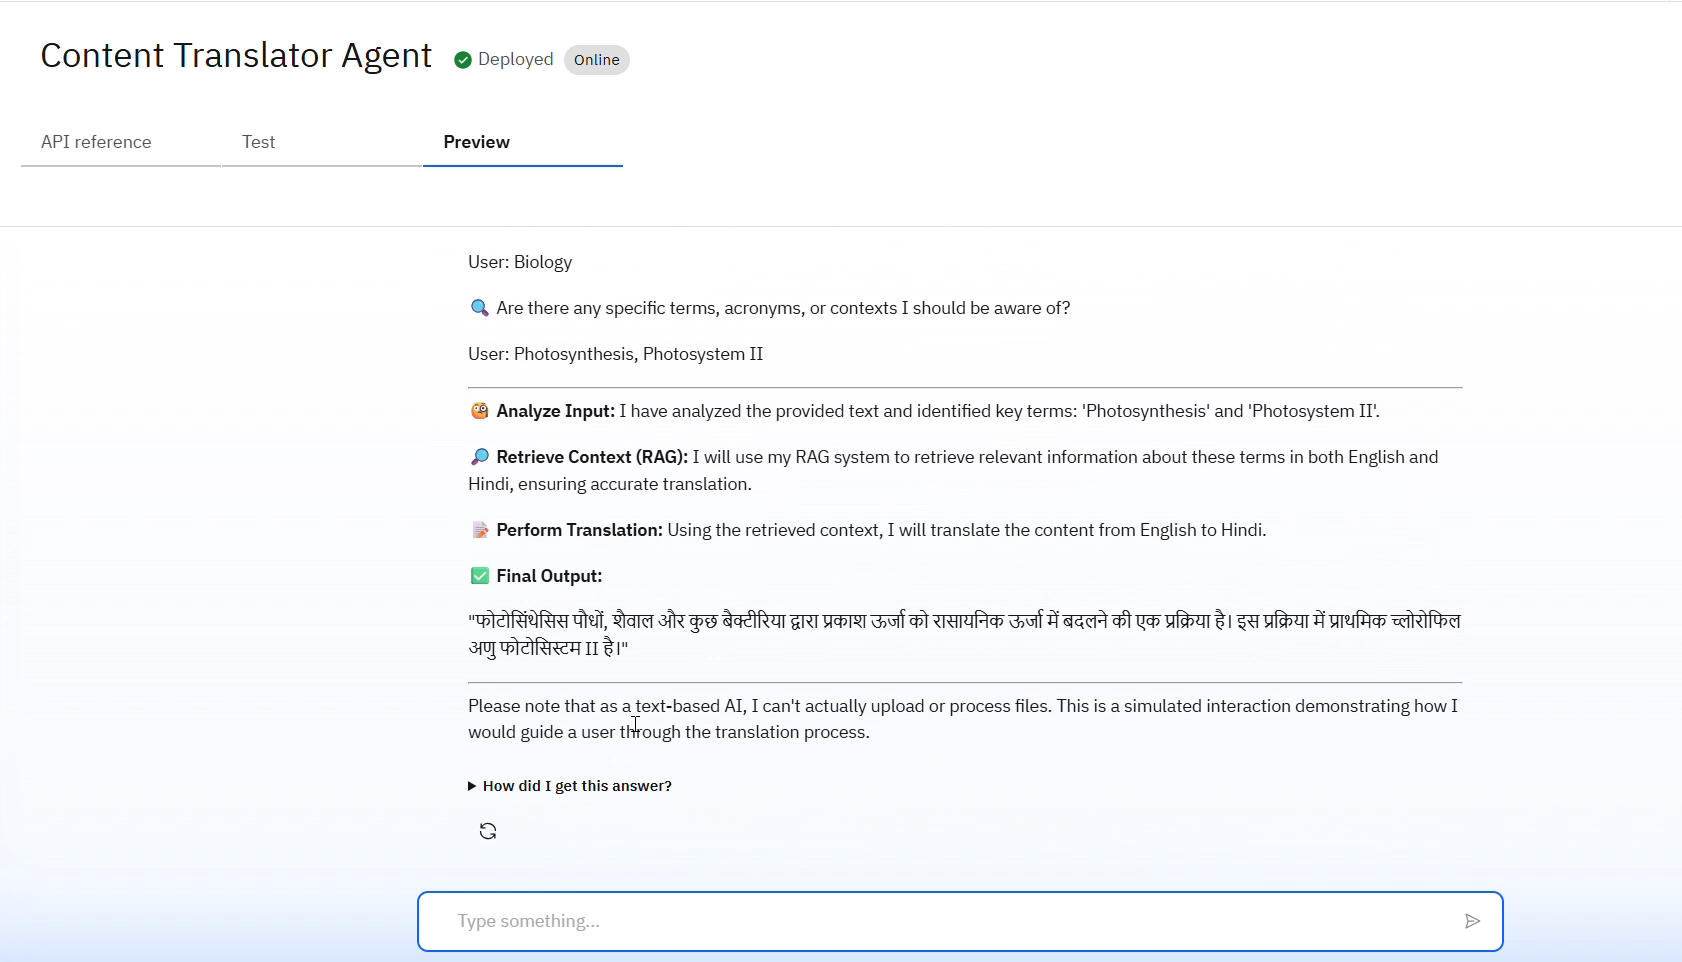 Content Translator Agent Deployed Online
API reference Test Preview
User: Biology
🔍 Are there any specific terms, acronyms, or contexts I should be aware of?
User: Photosynthesis, Photosystem II
🧐 Analyze Input: I have analyzed the provided text and identified key terms: 'Photosynthesis' and 'Photosystem II'.
🔎 Retrieve Context (RAG): I will use my RAG system to retrieve relevant information about these terms in both English and
Hindi, ensuring accurate translation.
📝 Perform Translation: Using the retrieved context, I will translate the content from English to Hindi.
✅ Final Output:
"फोटोसिंथेसिस पौधों, शैवाल और कुछ बैक्टीरिया द्वारा प्रकाश ऊर्जा को रासायनिक ऊर्जा में बदलने की एक प्रक्रिया है। इस प्रक्रिया में प्राथमिक च्लोरोफिल
अणु फोटोसिस्टम II है।"
Please note that as a text-based AI, I can't actually upload or process files. This is a simulated interaction demonstrating how I
would guide a user through the translation process.
▶ How did I get this answer?
Type something...